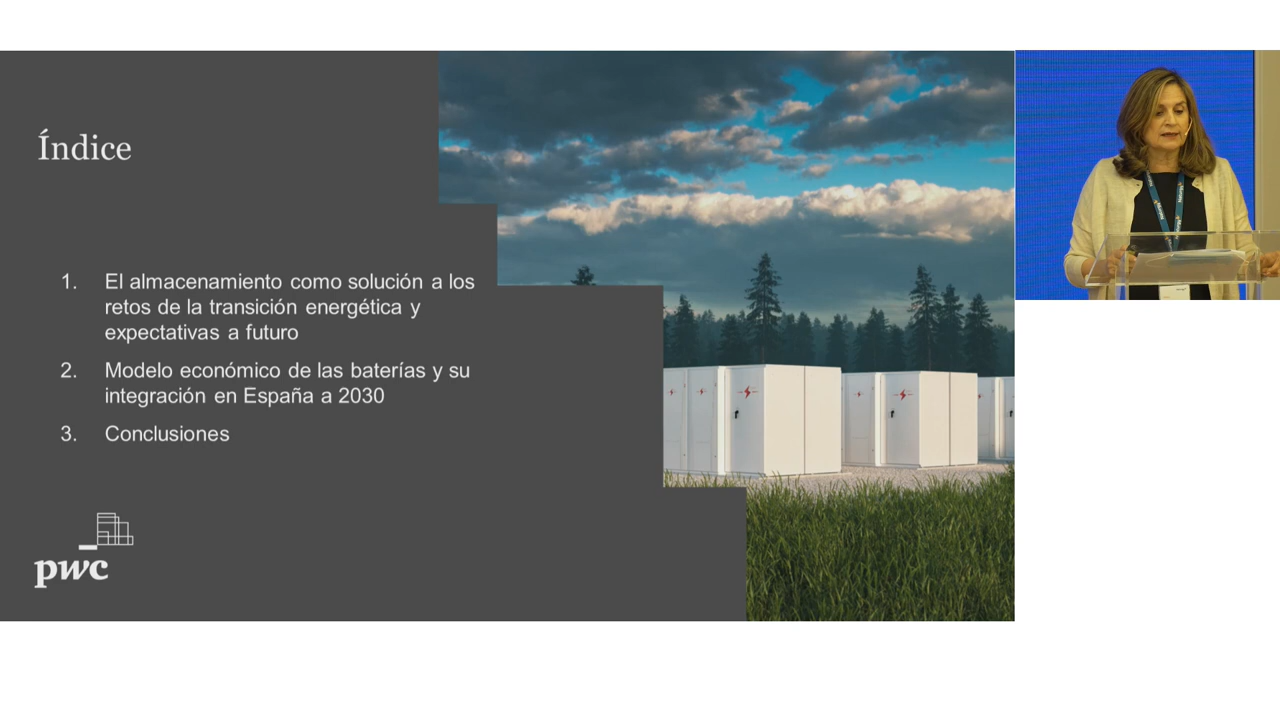 Índice
1. El almacenamiento como solución a los
retos de la transición energética y
expectativas a futuro
2. Modelo económico de las baterías y su
integración en España a 2030
3. Conclusiones
pwc